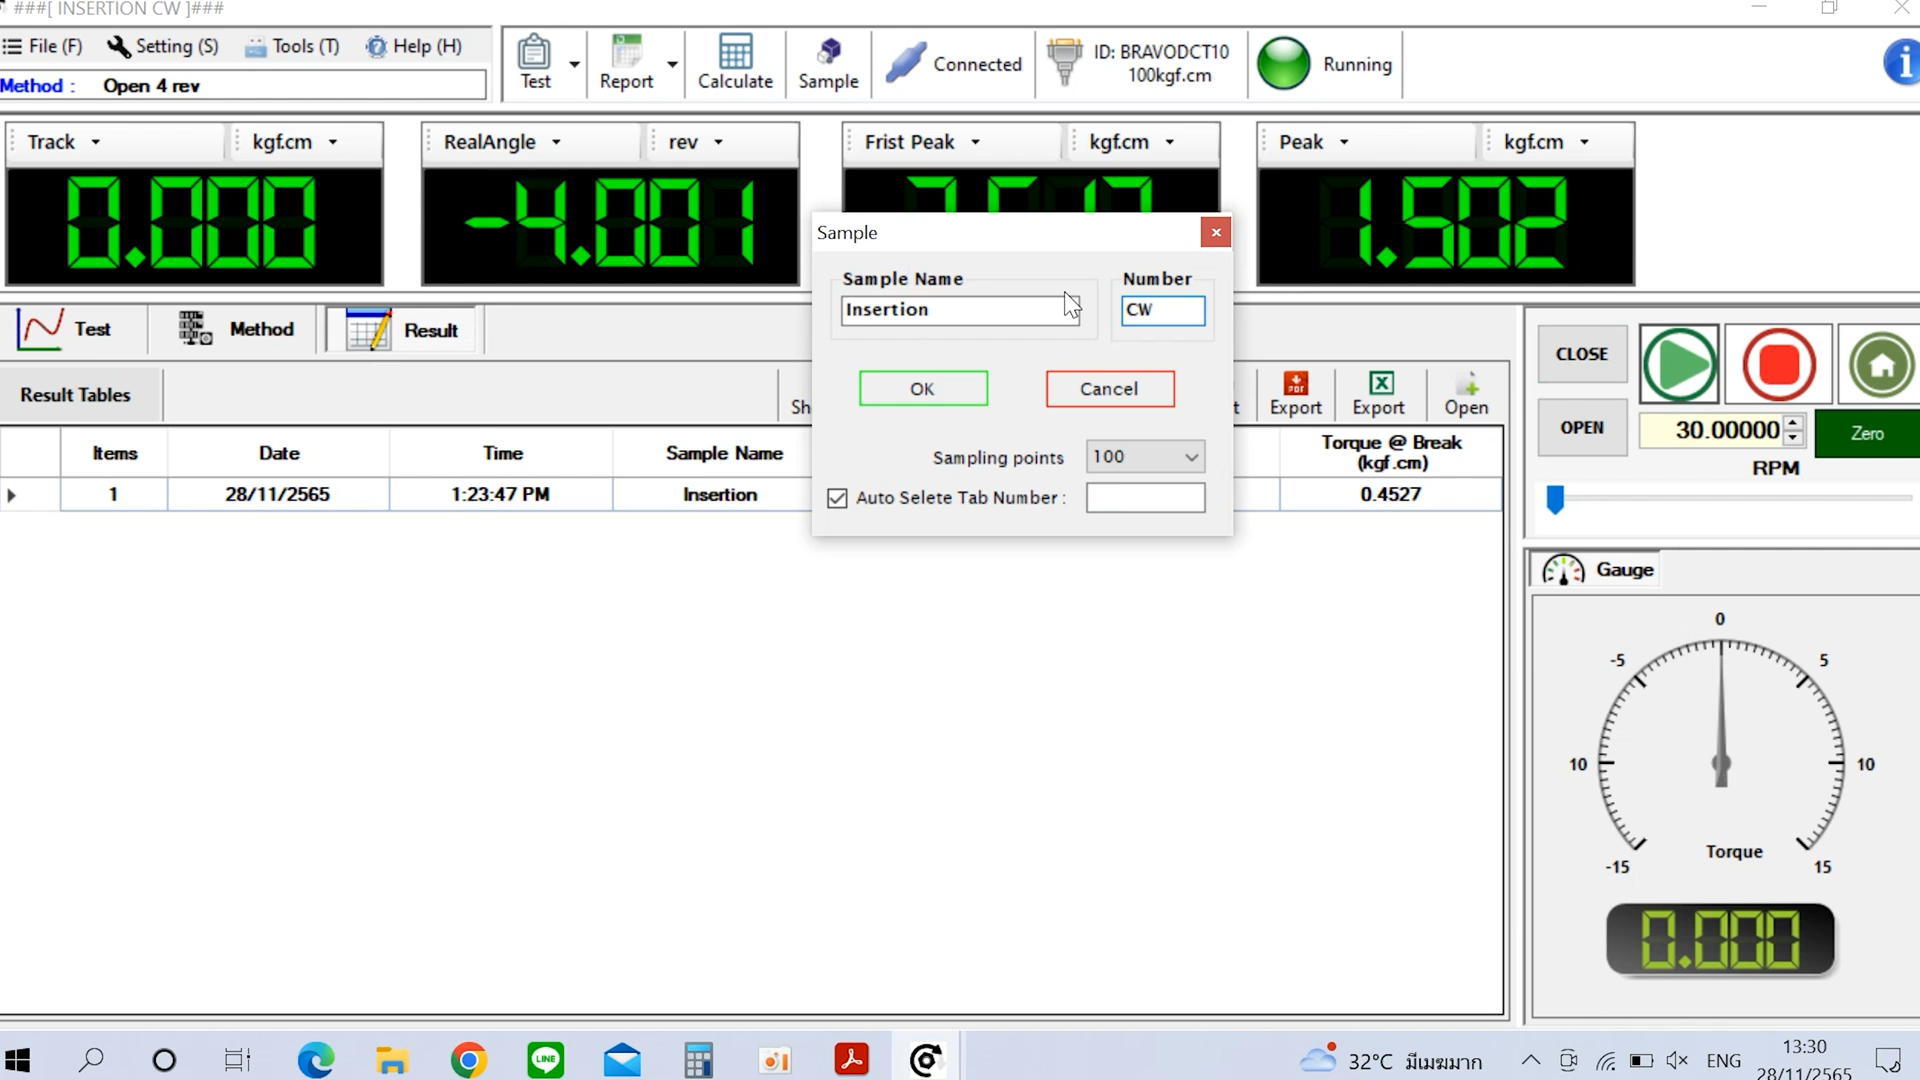 ###[ INSERTION CW ]###
File (F) Setting (S) Tools (T) Help (H)
Method : Open 4 rev
Test Report Calculate Sample Connected
ID: BRAVODCT10
100kgf.cm
Running
Track kgf.cm RealAngle rev Frist Peak kgf.cm Peak kgf.cm
0.000 -4.001 1.502
Sample
Sample Name Number
Insertion CW
OK Cancel
Sampling points 100
Auto Selete Tab Number :
Test Method Result
Result Tables
Export Export Open
Items Date Time Sample Name Torque @ Break
(kgf.cm)
1 28/11/2565 1:23:47 PM Insertion 0.4527
CLOSE
OPEN 30.00000 Zero
RPM
Gauge
0
-5 5
10 10
-15 15
Torque
0.000
LINE
32°C มีเมฆมาก ENG
13:30
28/11/2565